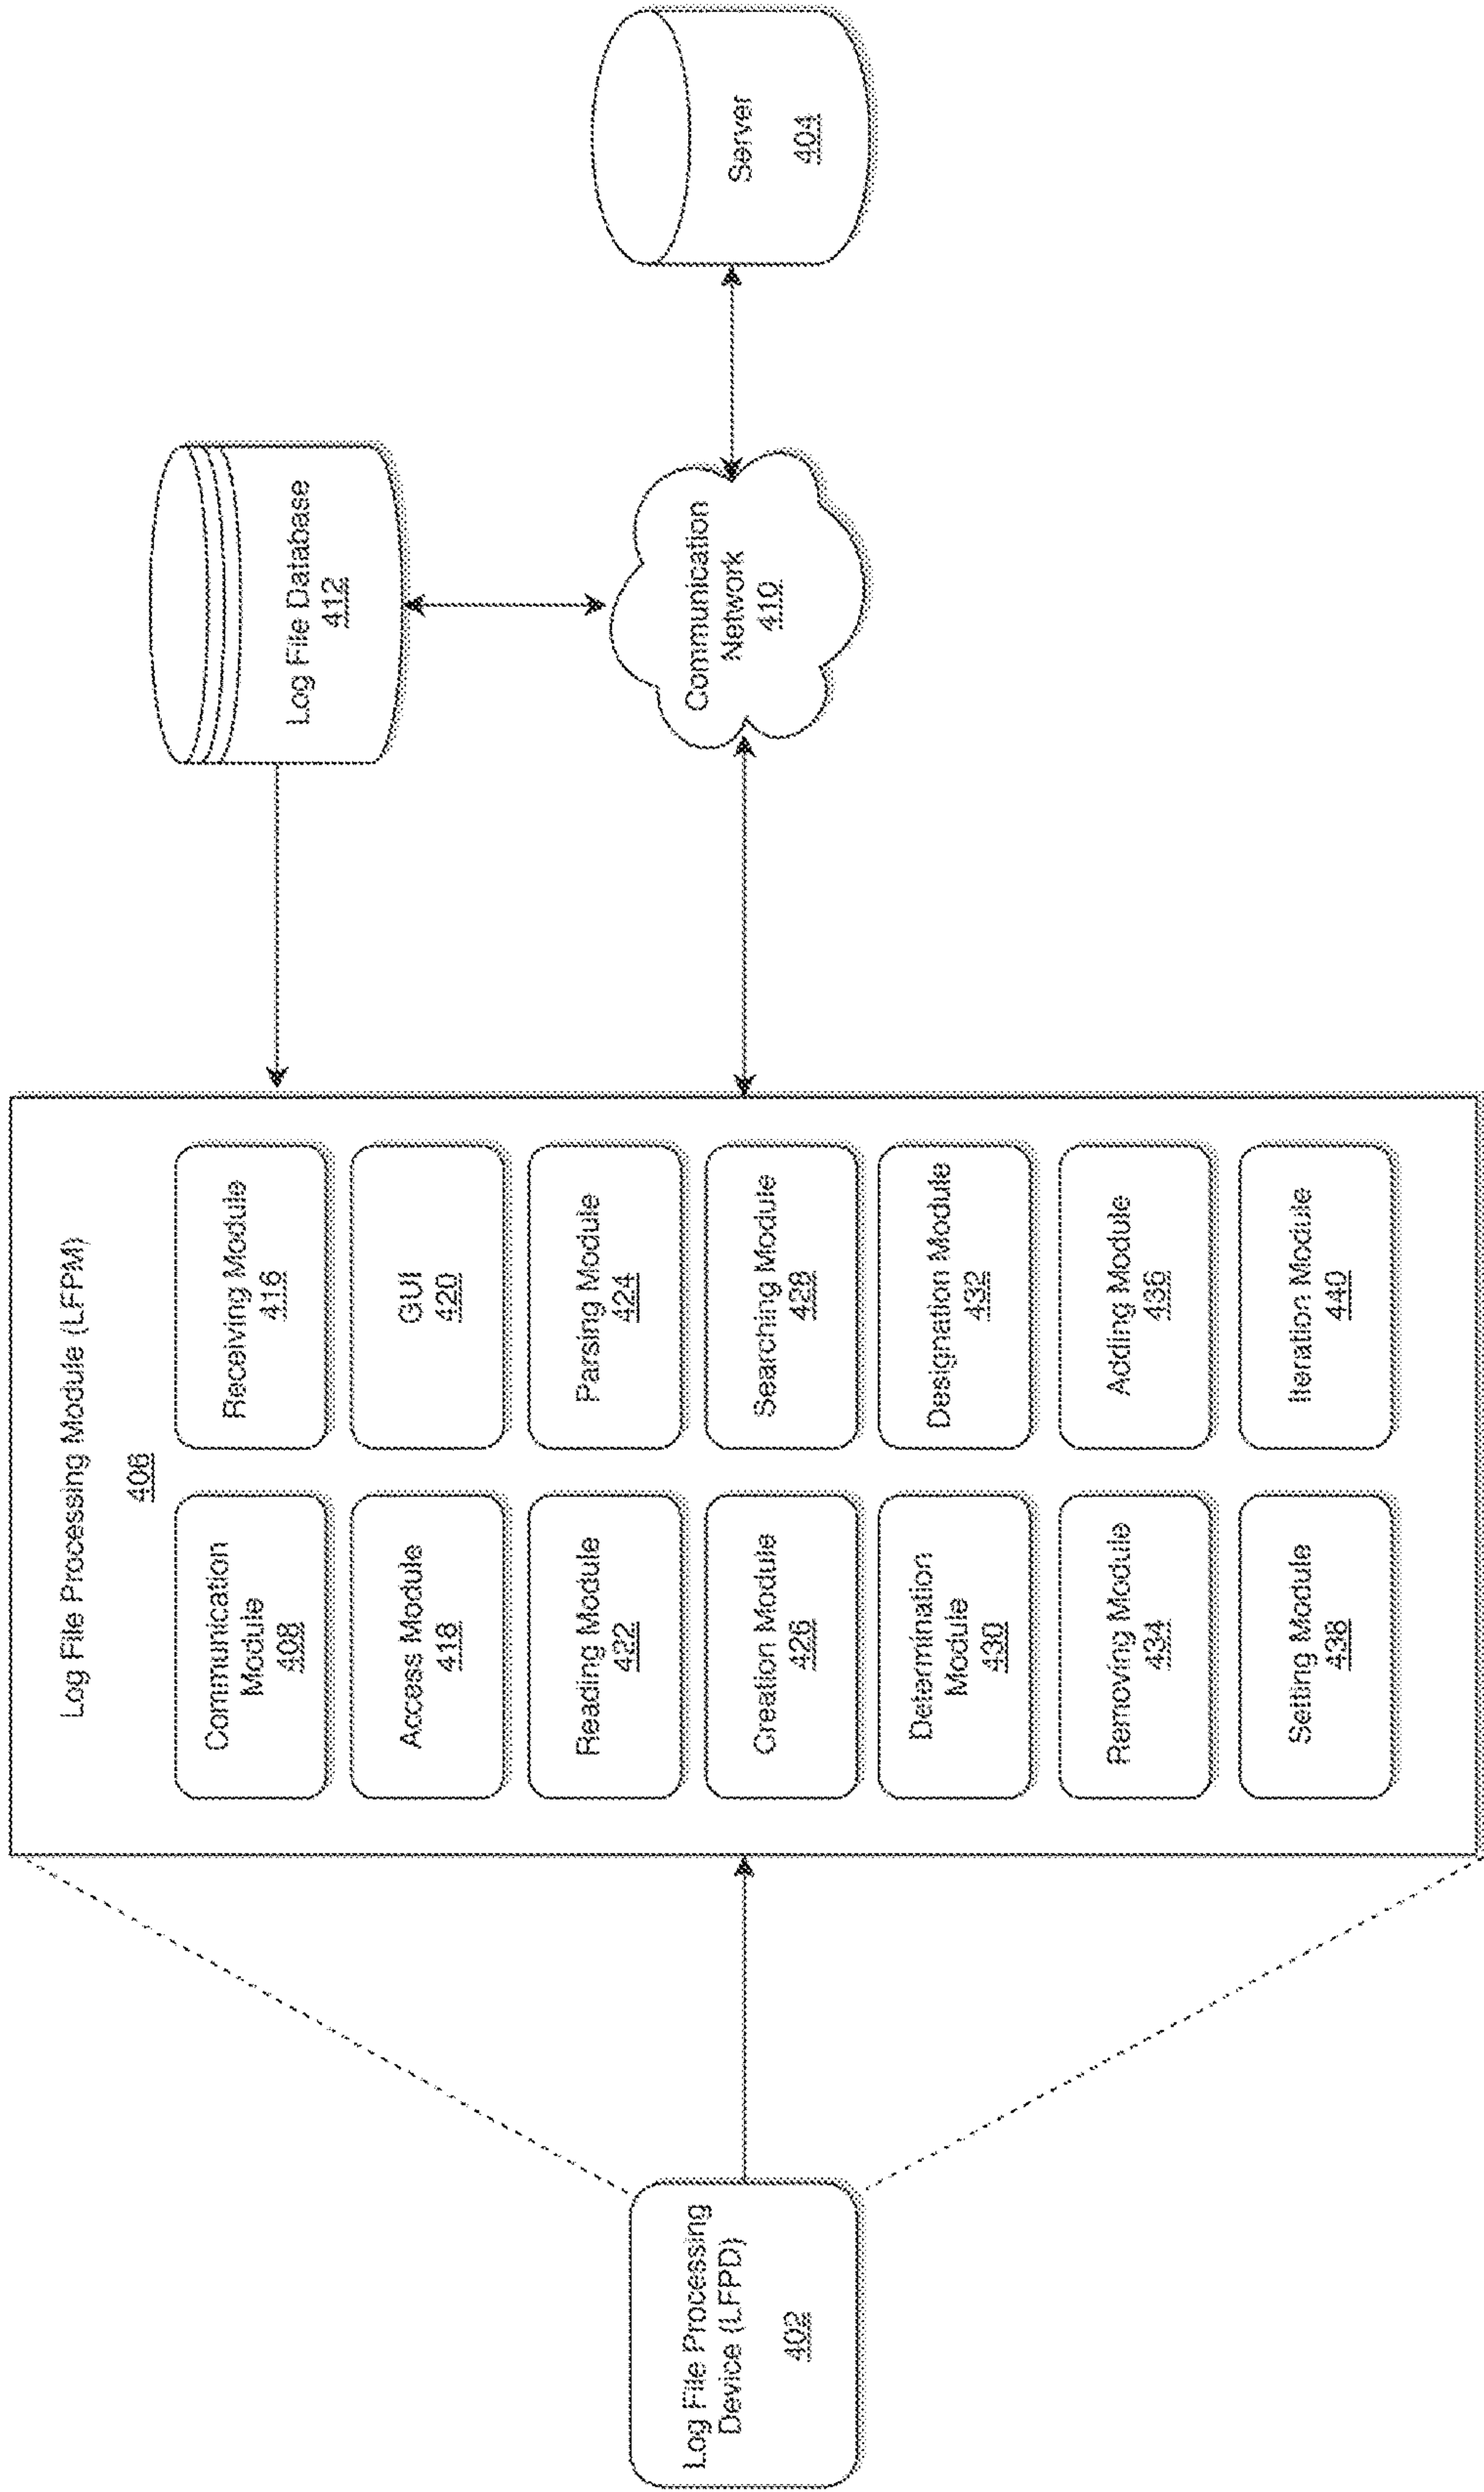 Log File Processing Module (LFPM)
406
Communication
Module
408
Receiving Module
416
Access Module
418
GUI
420
Reading Module
422
Parsing Module
424
Creation Module
426
Searching Module
428
Determination
Module
430
Designation Module
432
Removing Module
434
Adding Module
436
Setting Module
438
Iteration Module
440
Log File Processing
Device (LFPD)
402
Log File Database
412
Communication
Network
410
Server
404